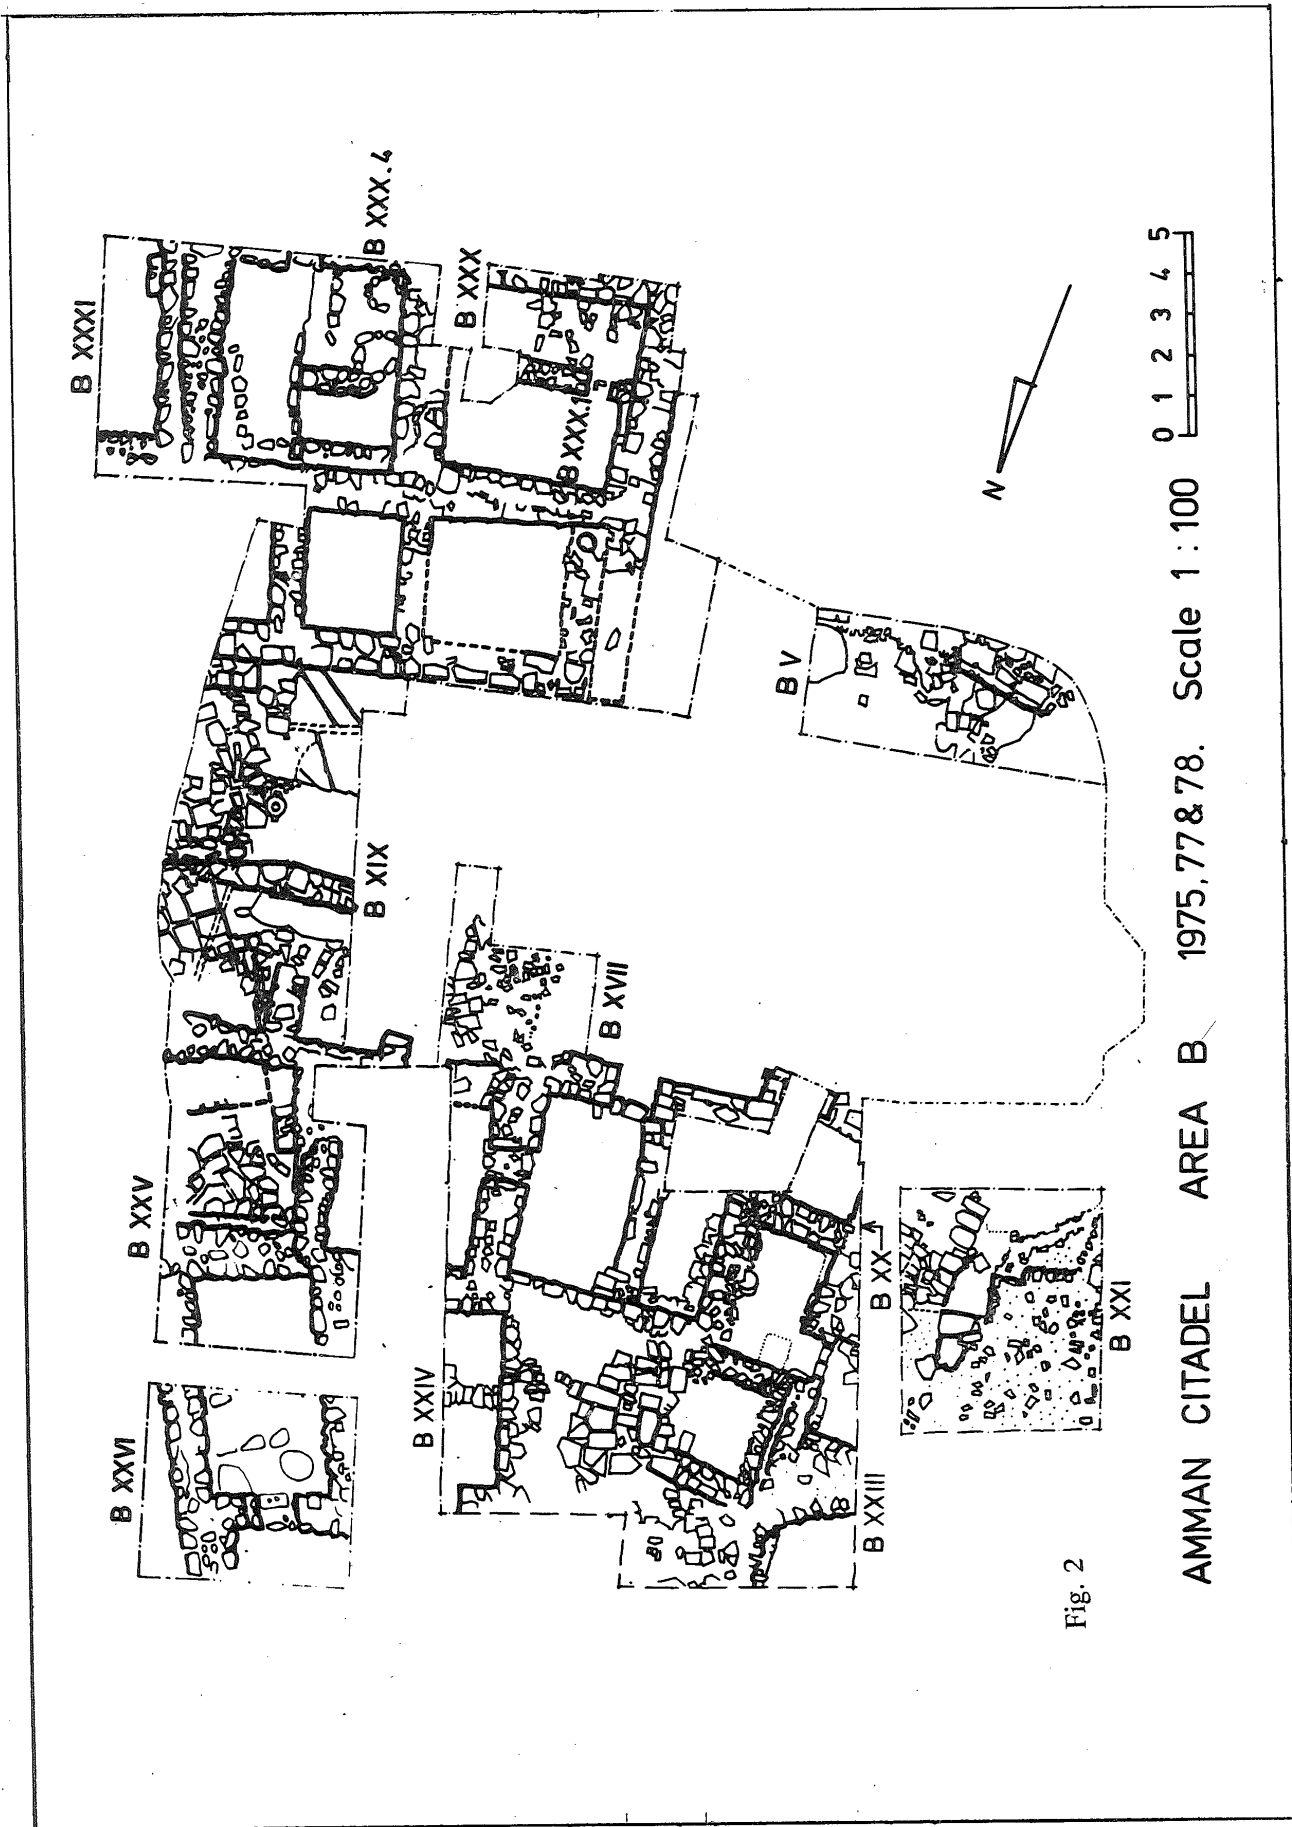 B XXVI
B XXV
B XXXI
B XIX
B XXX.4
B XXIV
B XXX
B XXX.1
B XVII
B V
B XXIII
B XX
B XXI
N
0 1 2 3 4 5
Fig. 2
AMMAN CITADEL AREA B 1975, 77 & 78. Scale 1 : 100